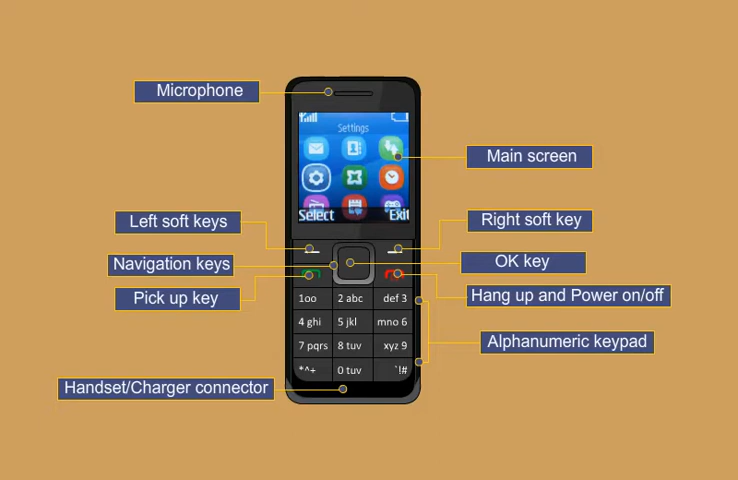 Microphone
Settings
Main screen
Select
Exit
Left soft keys
Right soft key
Navigation keys
OK key
Pick up key
Hang up and Power on/off
1oo
2 abc
def 3
4 ghi
5 jkl
mno 6
Alphanumeric keypad
7 pqrs
8 tuv
xyz 9
*^+
0 tuv
`!#
Handset/Charger connector